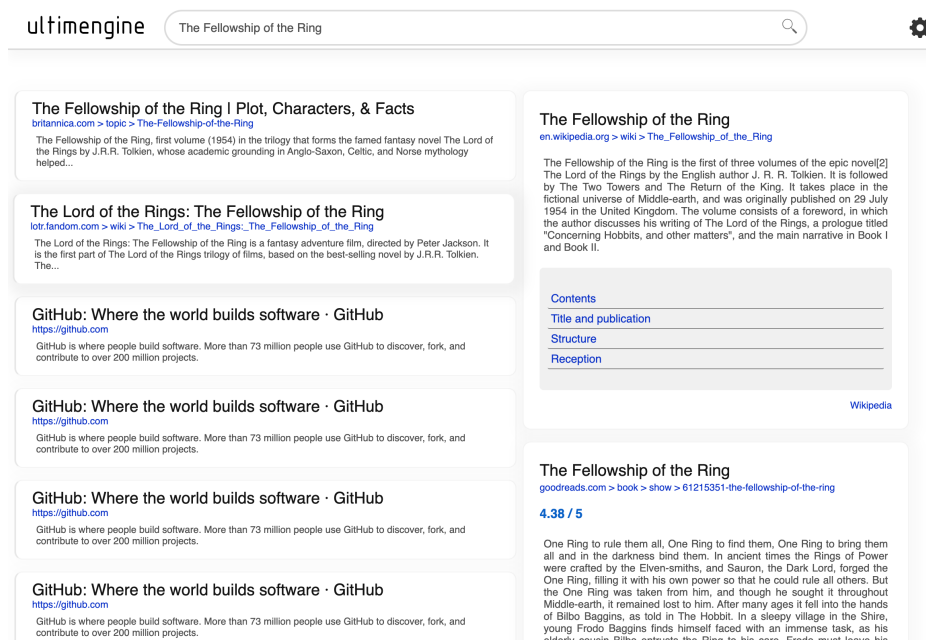 ultimengine
The Fellowship of the Ring
The Fellowship of the Ring | Plot, Characters, & Facts
britannica.com > topic > The-Fellowship-of-the-Ring
The Fellowship of the Ring, first volume (1954) in the trilogy that forms the famed fantasy novel The Lord of
the Rings by J.R.R. Tolkien, whose academic grounding in Anglo-Saxon, Celtic, and Norse mythology
helped...
The Lord of the Rings: The Fellowship of the Ring
lotr.fandom.com > wiki > The_Lord_of_the_Rings:_The_Fellowship_of_the_Ring
The Lord of the Rings: The Fellowship of the Ring is a fantasy adventure film, directed by Peter Jackson. It
is the first part of The Lord of the Rings trilogy of films, based on the best-selling novel by J.R.R. Tolkien.
The...
GitHub: Where the world builds software · GitHub
https://github.com
GitHub is where people build software. More than 73 million people use GitHub to discover, fork, and
contribute to over 200 million projects.
GitHub: Where the world builds software · GitHub
https://github.com
GitHub is where people build software. More than 73 million people use GitHub to discover, fork, and
contribute to over 200 million projects.
GitHub: Where the world builds software · GitHub
https://github.com
GitHub is where people build software. More than 73 million people use GitHub to discover, fork, and
contribute to over 200 million projects.
GitHub: Where the world builds software · GitHub
https://github.com
GitHub is where people build software. More than 73 million people use GitHub to discover, fork, and
contribute to over 200 million projects.
The Fellowship of the Ring
en.wikipedia.org > wiki > The_Fellowship_of_the_Ring
The Fellowship of the Ring is the first of three volumes of the epic novel[2]
The Lord of the Rings by the English author J. R. R. Tolkien. It is followed
by The Two Towers and The Return of the King. It takes place in the
fictional universe of Middle-earth, and was originally published on 29 July
1954 in the United Kingdom. The volume consists of a foreword, in which
the author discusses his writing of The Lord of the Rings, a prologue titled
"Concerning Hobbits, and other matters", and the main narrative in Book I
and Book II.
Contents
Title and publication
Structure
Reception
Wikipedia
The Fellowship of the Ring
goodreads.com > book > show > 61215351-the-fellowship-of-the-ring
4.38 / 5
One Ring to rule them all, One Ring to find them, One Ring to bring them
all and in the darkness bind them. In ancient times the Rings of Power
were crafted by the Elven-smiths, and Sauron, the Dark Lord, forged the
One Ring, filling it with his own power so that he could rule all others. But
the One Ring was taken from him, and though he sought it throughout
Middle-earth, it remained lost to him. After many ages it fell into the hands
of Bilbo Baggins, as told in The Hobbit. In a sleepy village in the Shire,
young Frodo Baggins finds himself faced with an immense task, as his
elderly cousin Bilbo entrusts the Ring to his care. Frodo must leave his